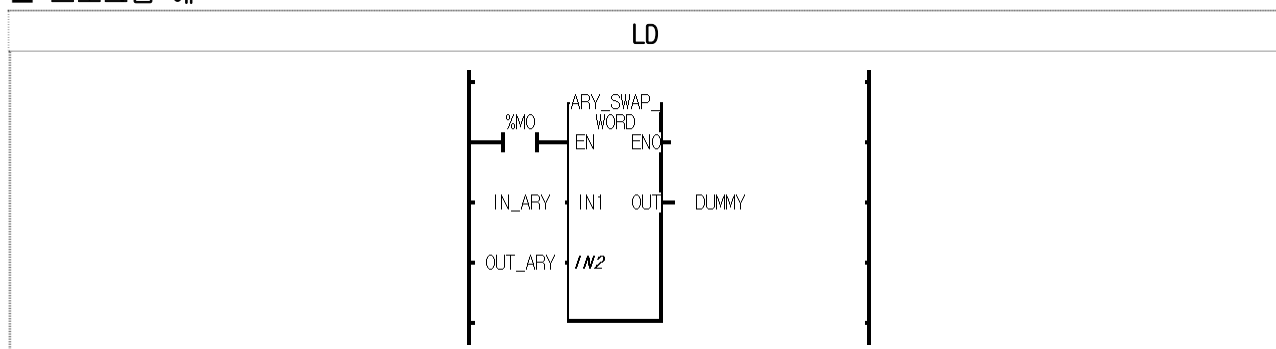 LD
ARY_SWAP_
WORD
%M0
EN ENO
IN_ARY IN1 OUT DUMMY
OUT_ARY IN2